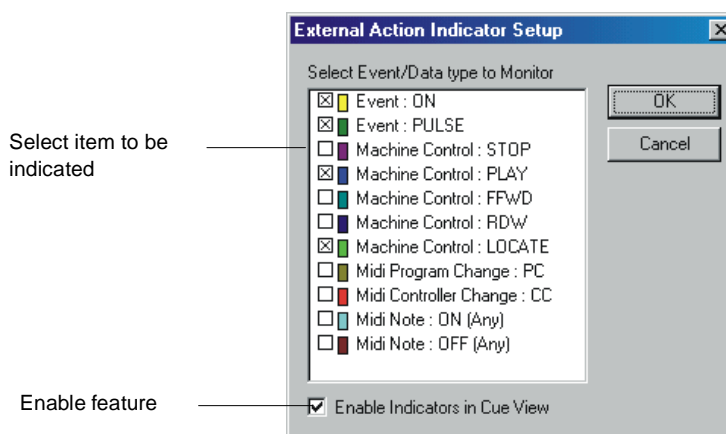 External Action Indicator Setup
Select Event/Data type to Monitor
Event : ON
Event : PULSE
Machine Control : STOP
Machine Control : PLAY
Machine Control : FFWD
Machine Control : RDW
Machine Control : LOCATE
Midi Program Change : PC
Midi Controller Change : CC
Midi Note : ON (Any)
Midi Note : OFF (Any)
OK
Cancel
Select item to be
indicated
Enable feature
Enable Indicators in Cue View